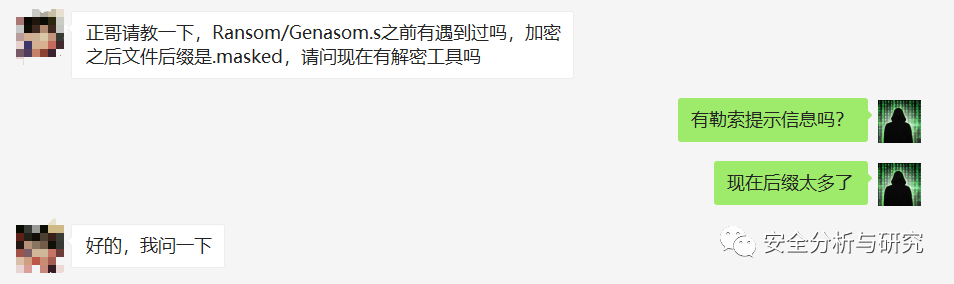 正哥请教一下，Ransom/Genasom.s之前有遇到过吗，加密
之后文件后缀是.masked，请问现在有解密工具吗
有勒索提示信息吗？
现在后缀太多了
好的，我问一下
安全分析与研究